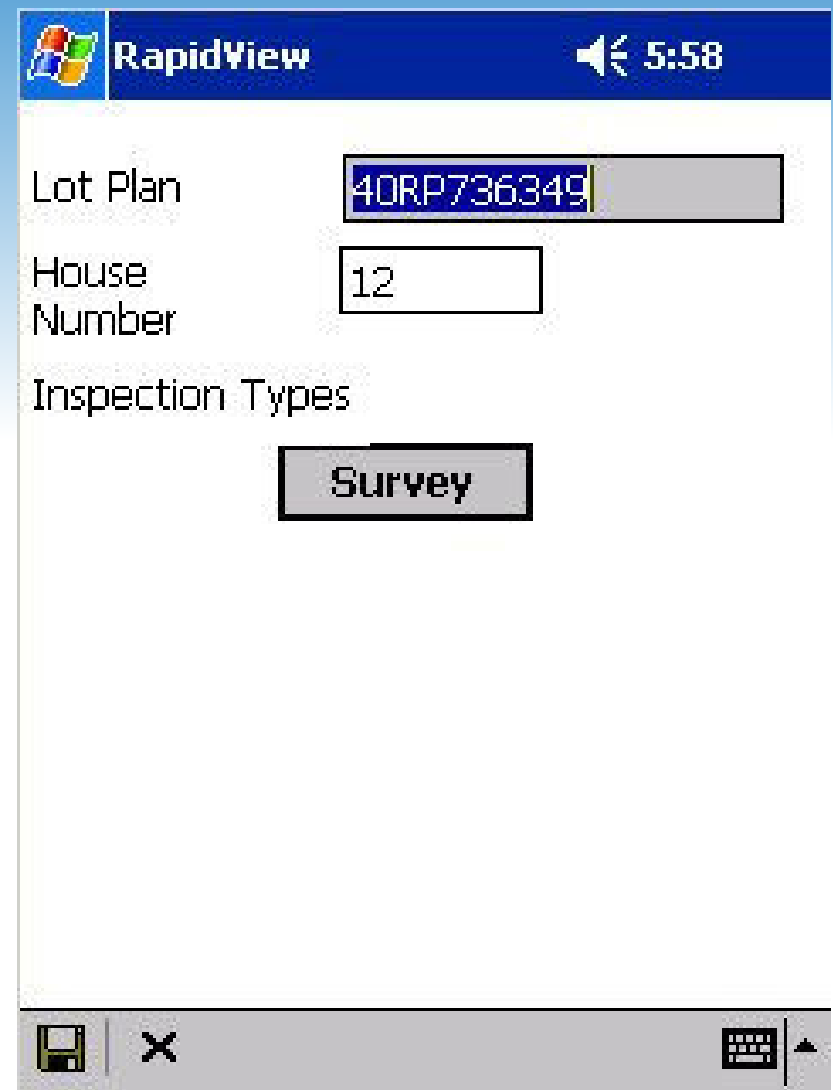 RapidView 5:58
Lot Plan 40RP736349
House 12
Number
Inspection Types
Survey